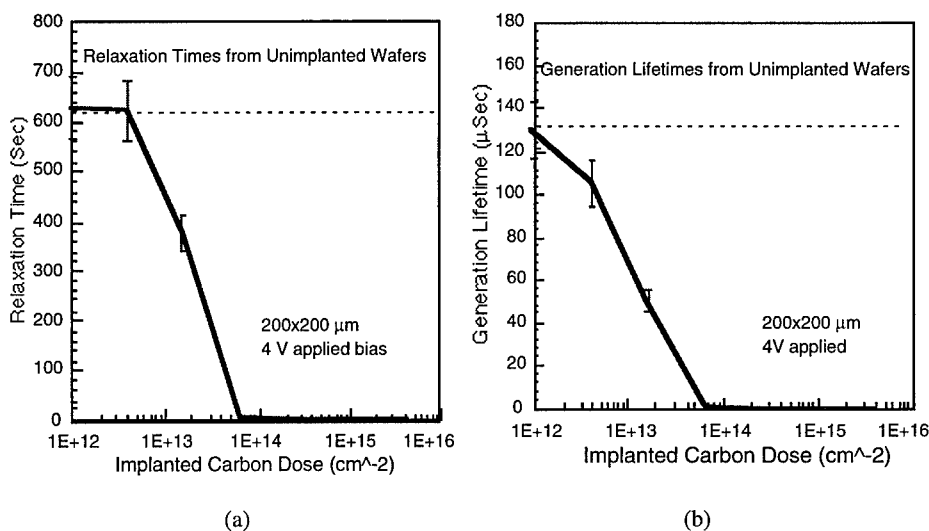 Relaxation Times from Unimplanted Wafers
Relaxation Time (Sec)
800
700
600
500
400
300
200
100
0
200x200 µm
4 V applied bias
1E+12 1E+13 1E+14 1E+15 1E+16
Implanted Carbon Dose (cm^-2)
(a)
Generation Lifetimes from Unimplanted Wafers
Generation Lifetime (µSec)
180
160
140
120
100
80
60
40
20
0
200x200 µm
4V applied
1E+12 1E+13 1E+14 1E+15 1E+16
Implanted Carbon Dose (cm^-2)
(b)